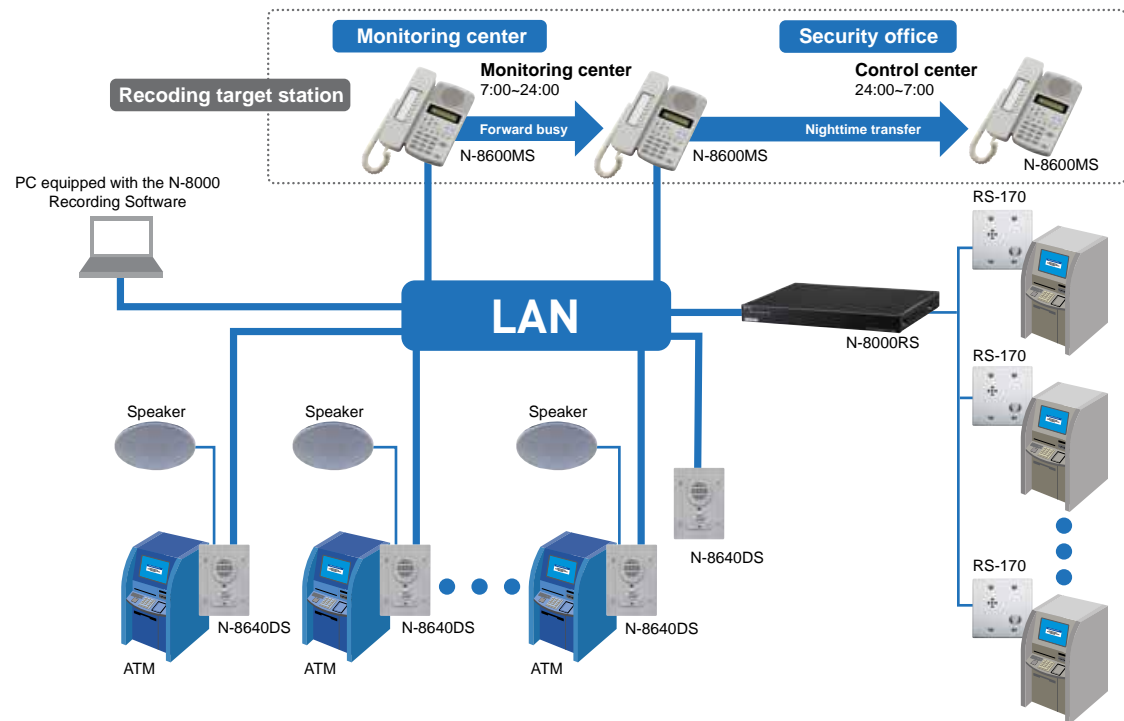 Monitoring center
Security office
Recoding target station
Monitoring center
7:00~24:00
Control center
24:00~7:00
Forward busy
Nighttime transfer
N-8600MS
N-8600MS
N-8600MS
PC equipped with the N-8000
Recording Software
RS-170
LAN
N-8000RS
RS-170
Speaker
Speaker
Speaker
N-8640DS
RS-170
N-8640DS
N-8640DS
N-8640DS
ATM
ATM
ATM